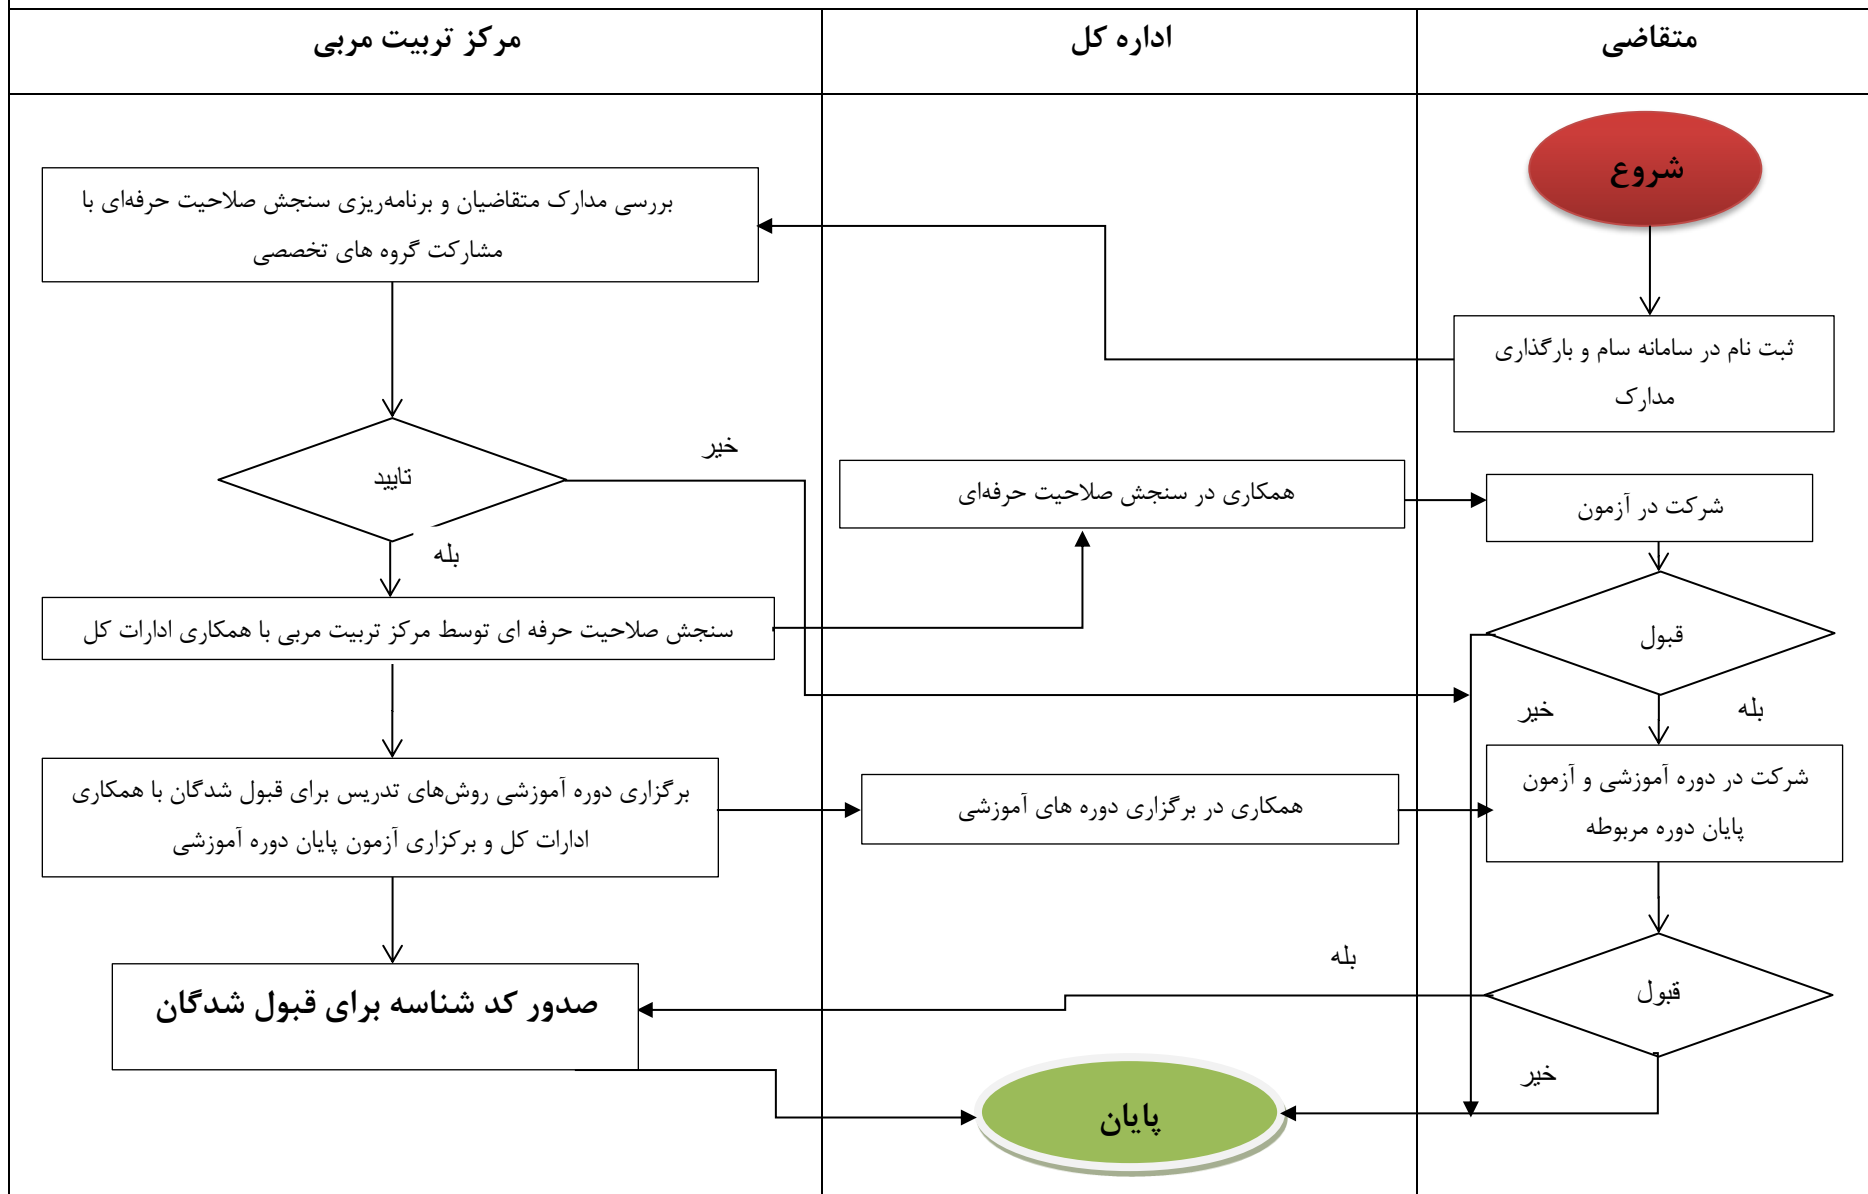 متقاضی
اداره کل
مرکز تربیت مربی
شروع
ثبت نام در سامانه سام و بارگذاری
مدارک
بررسی مدارک متقاضیان و برنامه‌ریزی سنجش صلاحیت حرفه‌ای با
مشارکت گروه های تخصصی
تایید
خیر
بله
سنجش صلاحیت حرفه ای توسط مرکز تربیت مربی با همکاری ادارات کل
همکاری در سنجش صلاحیت حرفه‌ای
شرکت در آزمون
قبول
خیر
بله
برگزاری دوره آموزشی روش‌های تدریس برای قبول شدگان با همکاری
ادارات کل و برکزاری آزمون پایان دوره آموزشی
همکاری در برگزاری دوره های آموزشی
شرکت در دوره آموزشی و آزمون
پایان دوره مربوطه
قبول
بله
خیر
صدور کد شناسه برای قبول شدگان
پایان